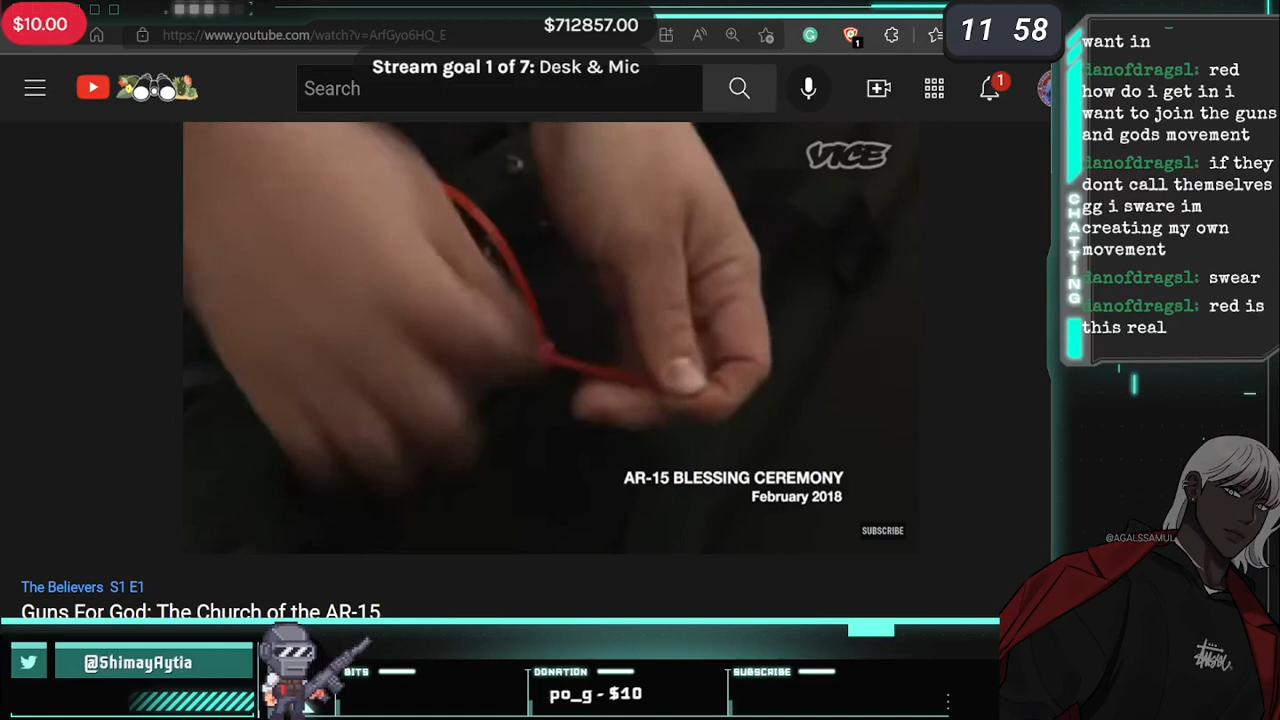 $10.00
$712857.00
11 58
https://www.youtube.com/watch?v=ArfGyo6HQ_E
Stream goal 1 of 7: Desk & Mic
Search
1
1
VICE
want in
danofdragsl: red
how do i get in i
want to join the guns
and gods movement
danofdragsl: if they
dont call themselves
gg i sware im
creating my own
movement
danofdragsl: swear
danofdragsl: red is
this real
CHATTING
AR-15 BLESSING CEREMONY
February 2018
SUBSCRIBE
@AGALSSAMUL
The Believers S1 E1
Guns For God: The Church of the AR-15
@ShimayAytia
BITS
DONATION
SUBSCRIBE
po_g - $10